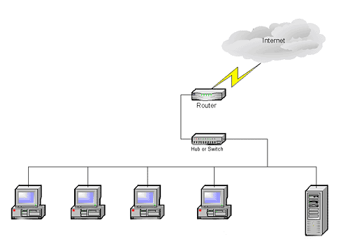 Internet
Router
Hub or Switch